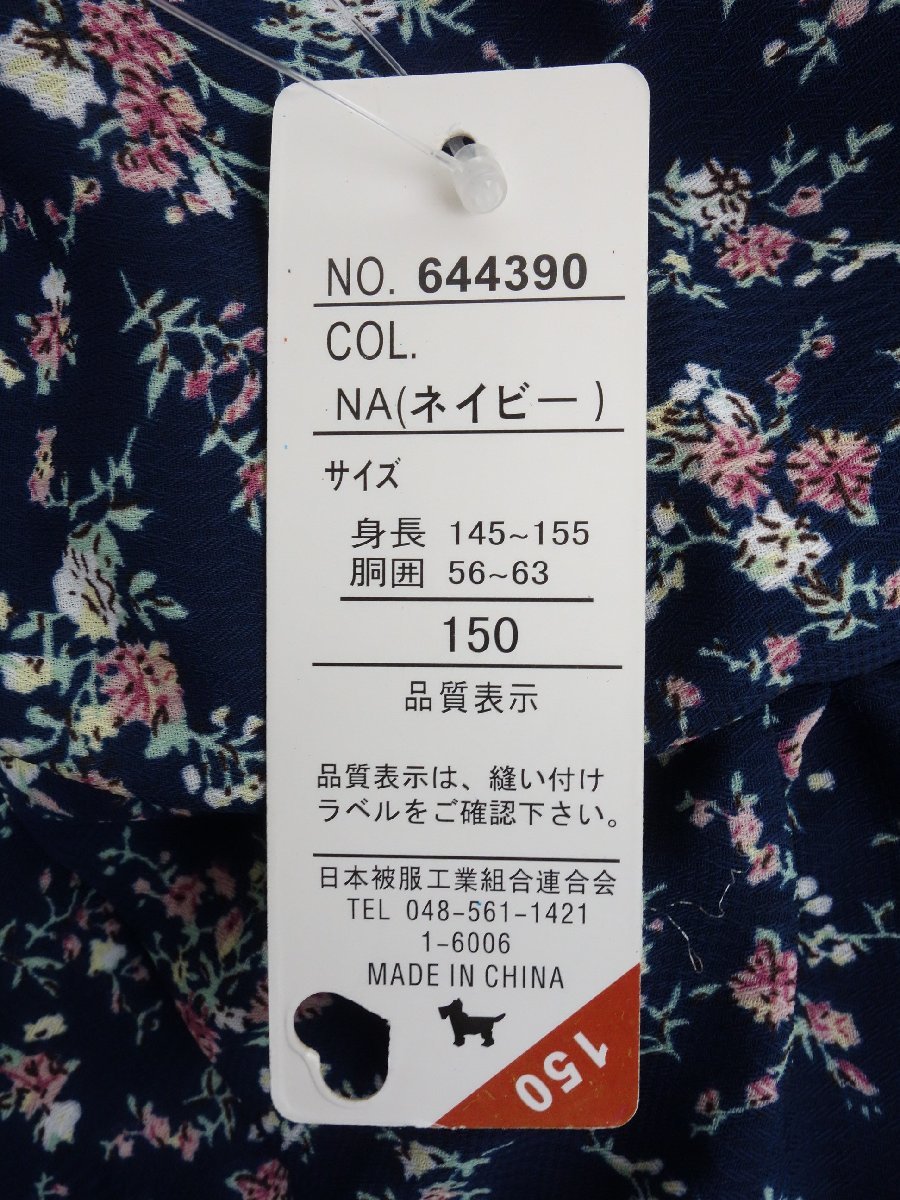 NO. 644390
COL.
NA(ネイビー)
サイズ
身長 145~155
胴囲 56~63
150
品質表示
品質表示は、縫い付け
ラベルをご確認下さい。
日本被服工業組合連合会
TEL 048-561-1421
1-6006
MADE IN CHINA
150